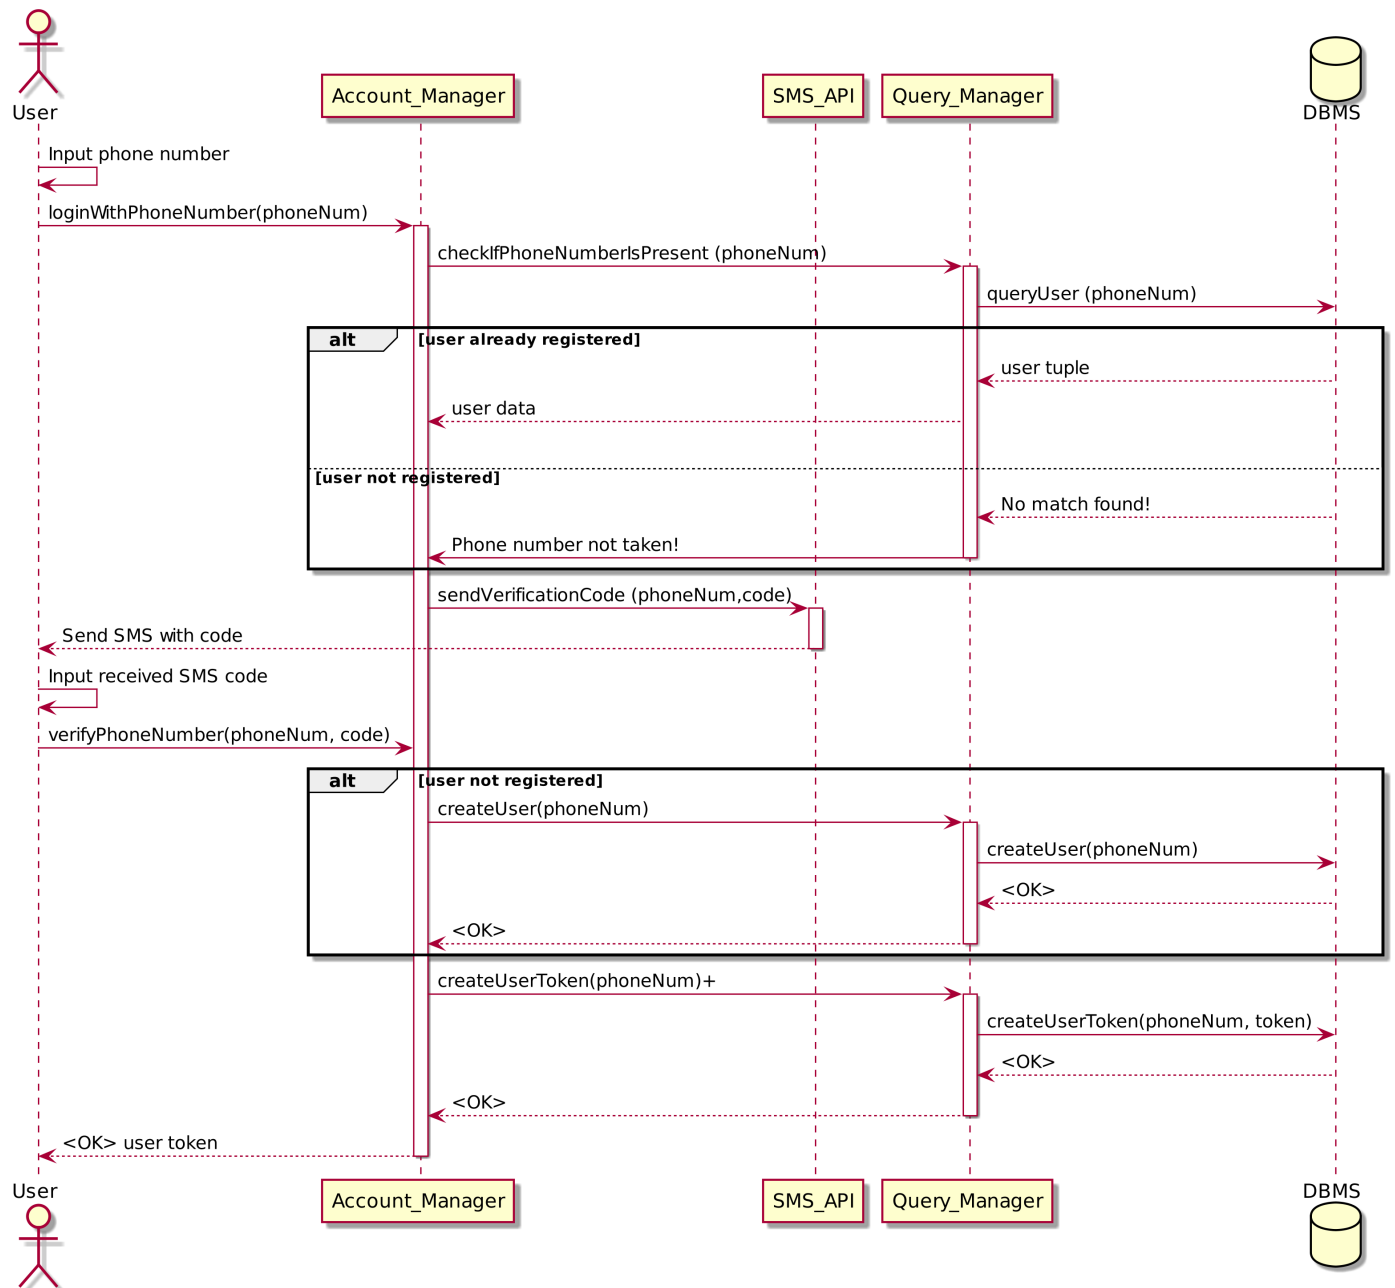 User
Account_Manager
SMS_API
Query_Manager
DBMS
Input phone number
loginWithPhoneNumber(phoneNum)
checkIfPhoneNumberIsPresent (phoneNum)
queryUser (phoneNum)
alt
[user already registered]
user tuple
user data
[user not registered]
No match found!
Phone number not taken!
sendVerificationCode (phoneNum,code)
Send SMS with code
Input received SMS code
verifyPhoneNumber(phoneNum, code)
alt
[user not registered]
createUser(phoneNum)
createUser(phoneNum)
<OK>
<OK>
createUserToken(phoneNum)+
createUserToken(phoneNum, token)
<OK>
<OK>
<OK> user token
User
Account_Manager
SMS_API
Query_Manager
DBMS